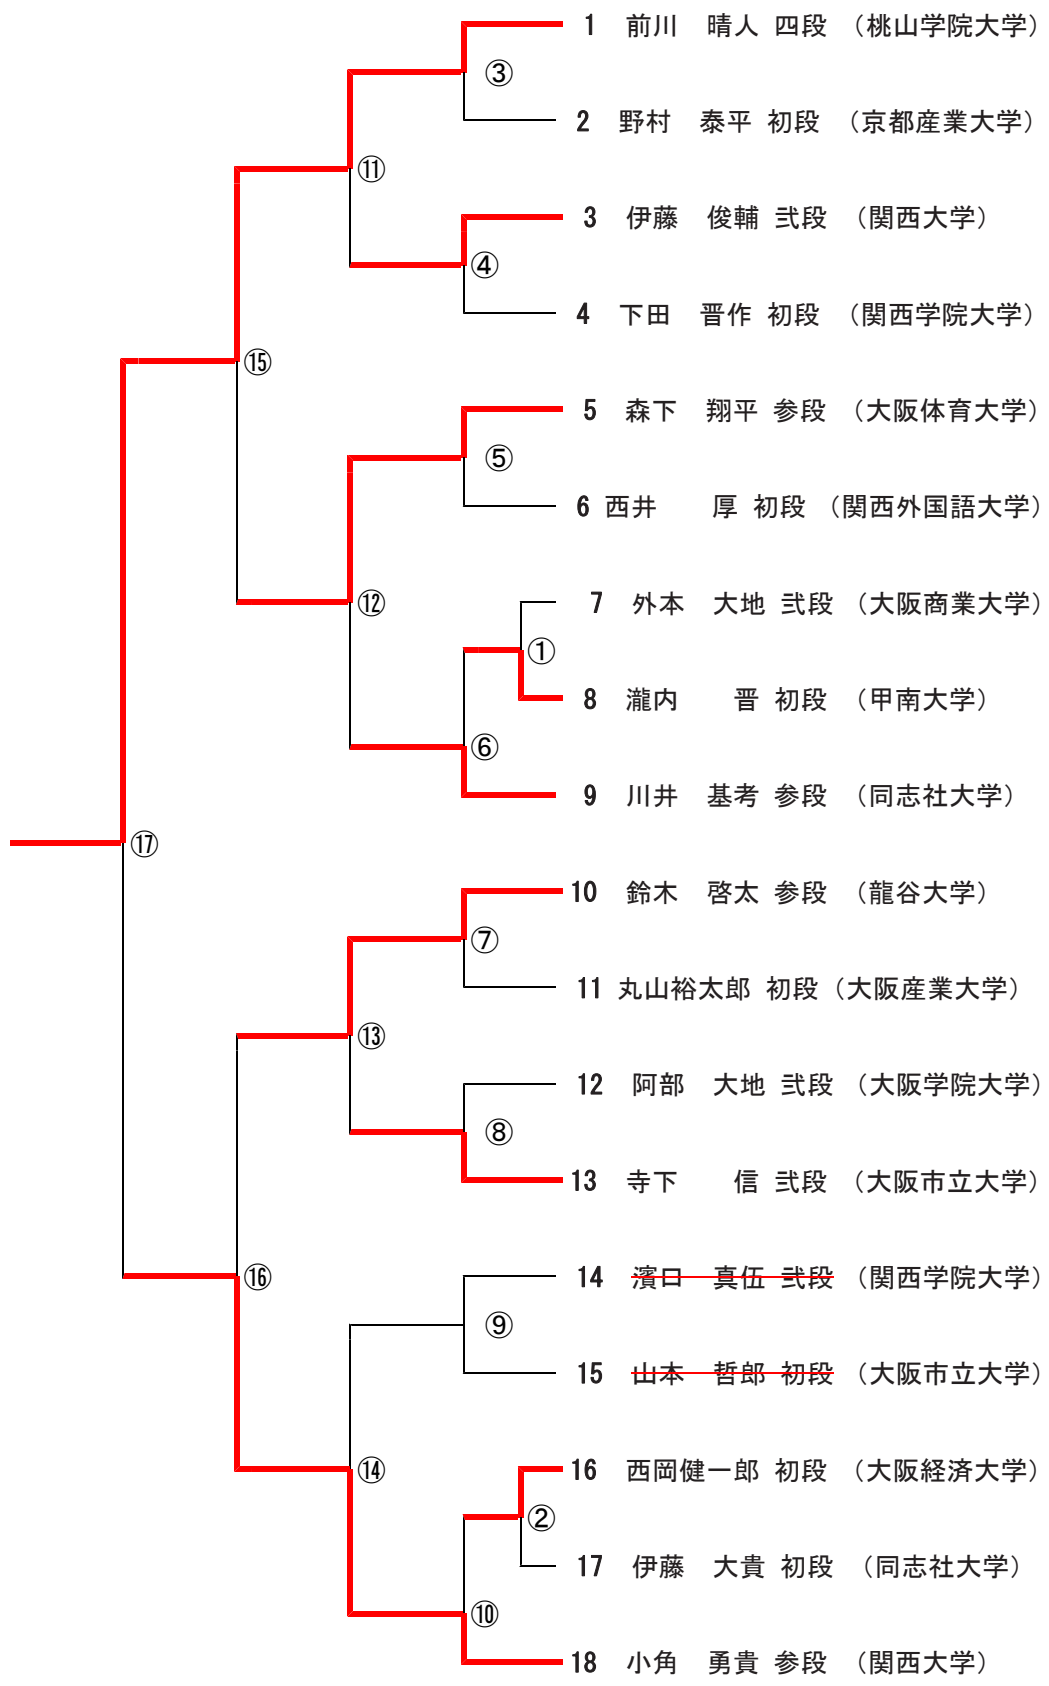 1 前川 晴人 四段 （桃山学院大学）
③
2 野村 泰平 初段 （京都産業大学）
⑪
3 伊藤 俊輔 弐段 （関西大学）
④
4 下田 晋作 初段 （関西学院大学）
⑮
5 森下 翔平 参段 （大阪体育大学）
⑤
6 西井 厚 初段 （関西外国語大学）
⑫
7 外本 大地 弐段 （大阪商業大学）
①
8 瀧内 晋 初段 （甲南大学）
⑥
9 川井 基考 参段 （同志社大学）
⑰
10 鈴木 啓太 参段 （龍谷大学）
⑦
11 丸山裕太郎 初段 （大阪産業大学）
⑬
12 阿部 大地 弐段 （大阪学院大学）
⑧
13 寺下 信 弐段 （大阪市立大学）
⑯
14 濱口 真伍 弐段 （関西学院大学）
⑨
15 山本 哲郎 初段 （大阪市立大学）
⑭
16 西岡健一郎 初段 （大阪経済大学）
②
17 伊藤 大貴 初段 （同志社大学）
⑩
18 小角 勇貴 参段 （関西大学）